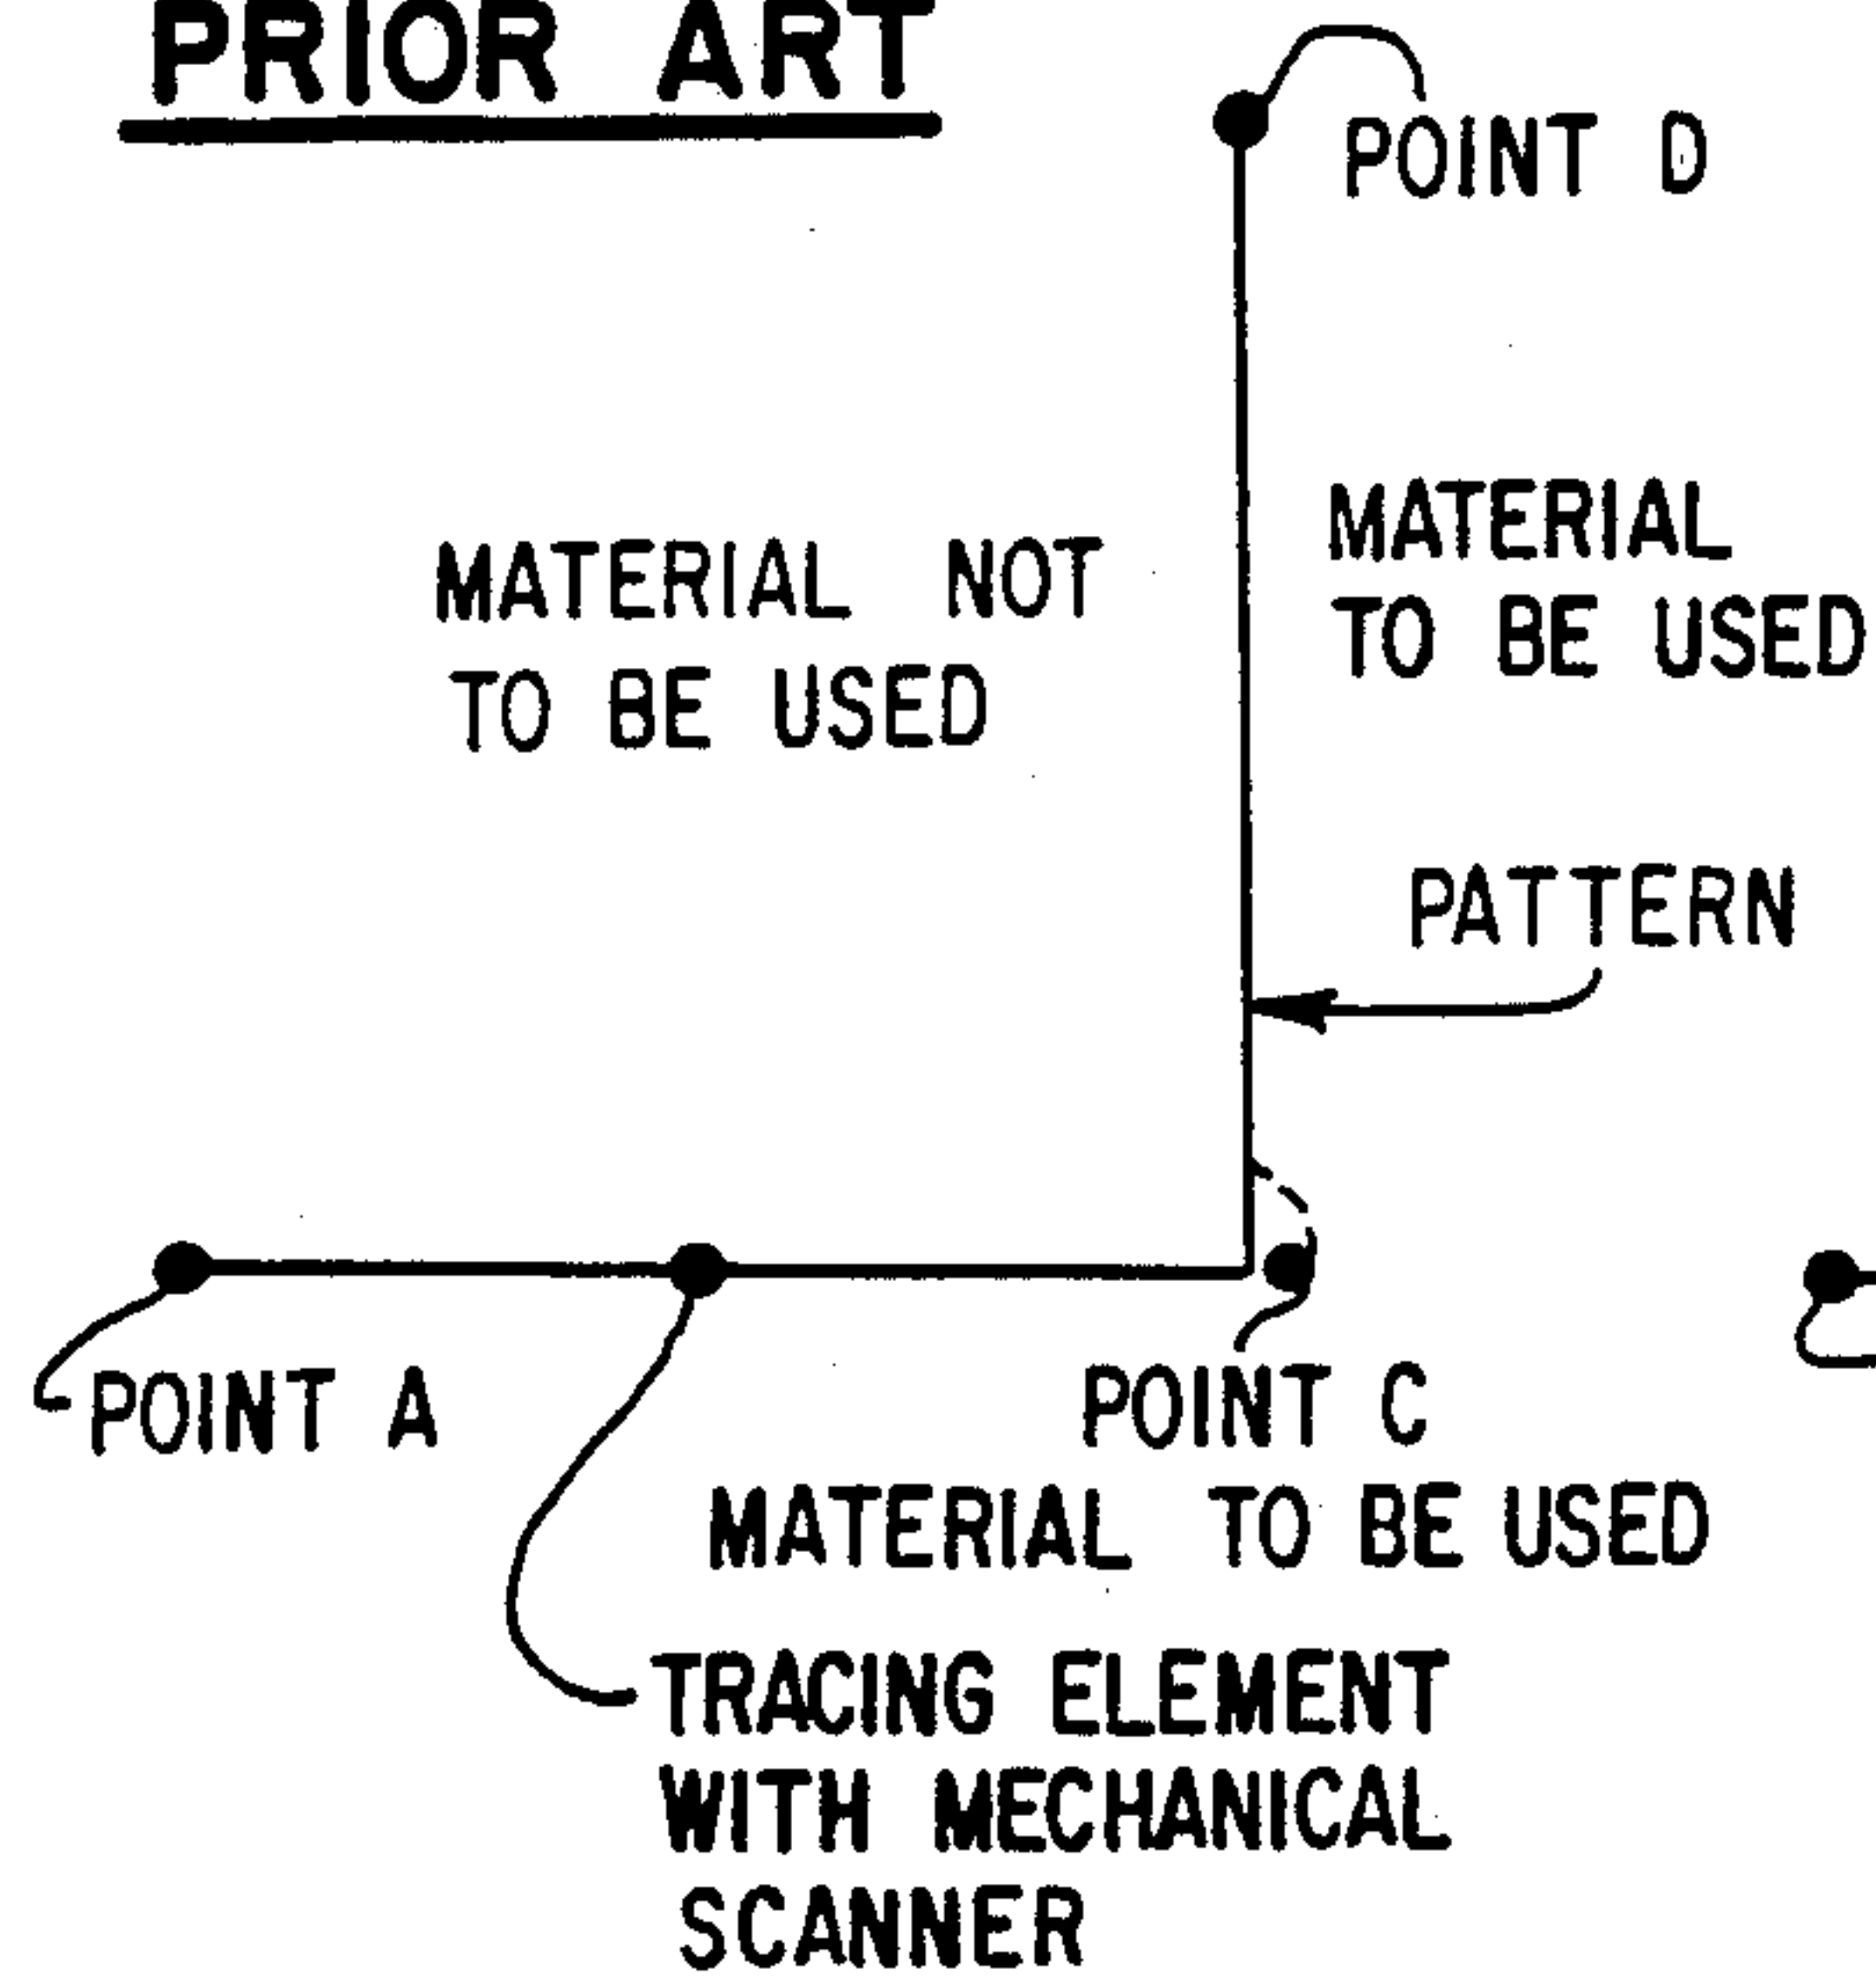 PRIOR ART
POINT D
MATERIAL NOT
TO BE USED
MATERIAL
TO BE USED
PATTERN
POINT A
POINT C
MATERIAL TO BE USED
TRACING ELEMENT
WITH MECHANICAL
SCANNER